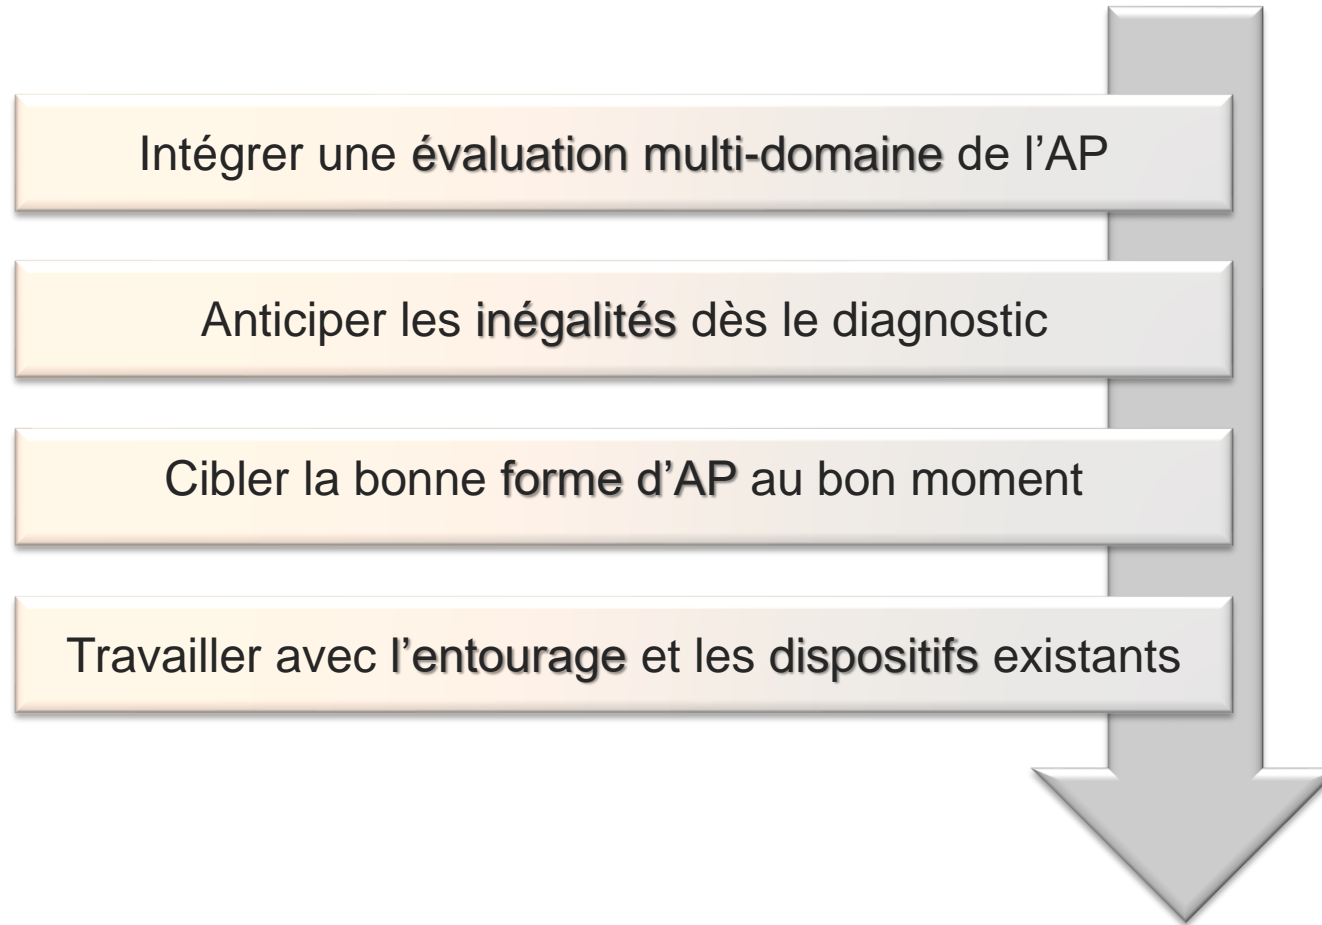 Intégrer une évaluation multi-domaine de l’AP
Anticiper les inégalités dès le diagnostic
Cibler la bonne forme d’AP au bon moment
Travailler avec l’entourage et les dispositifs existants